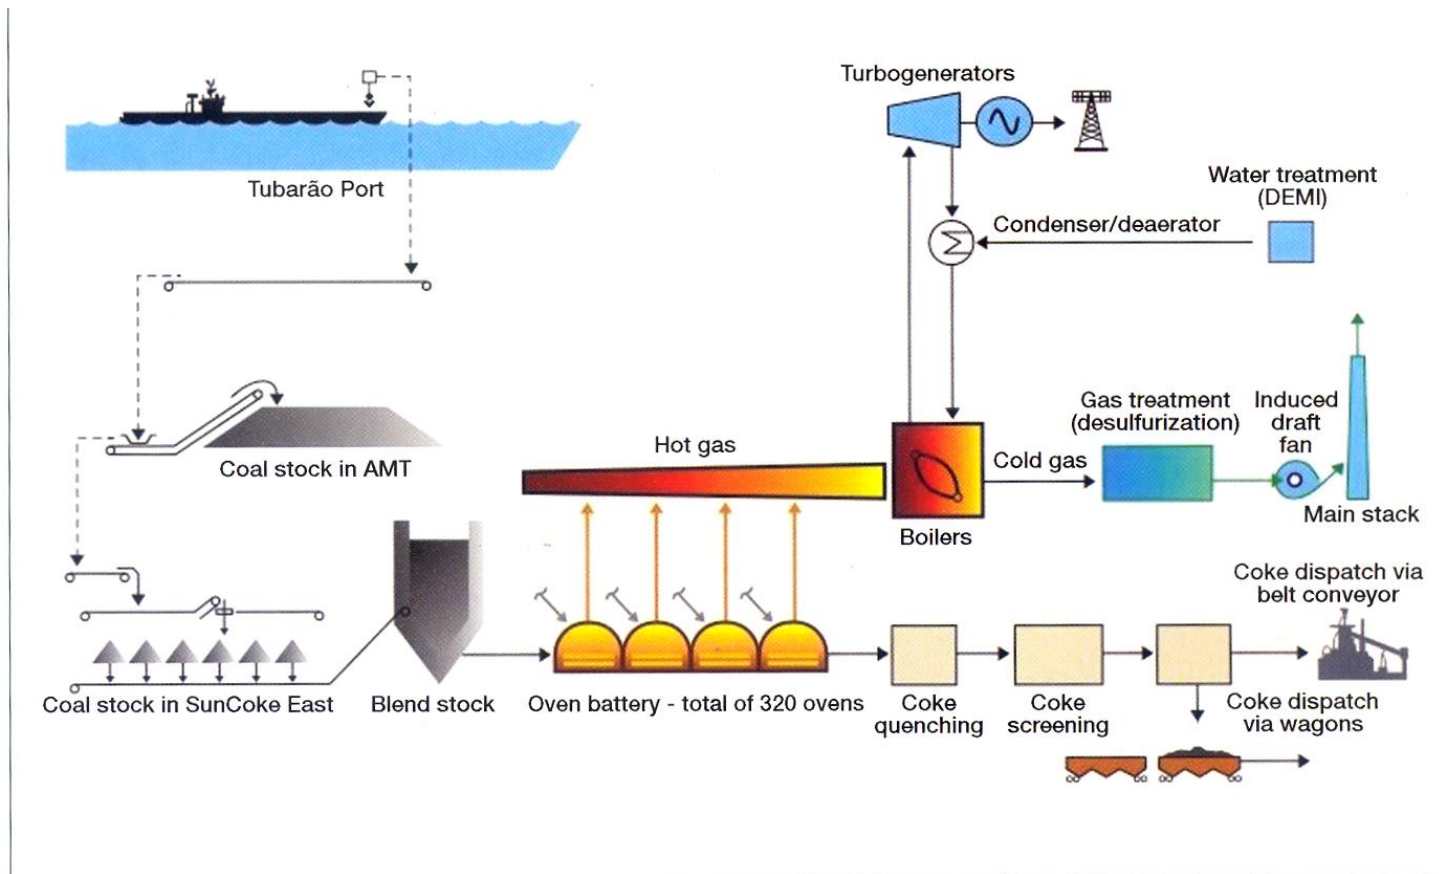 Turbogenerators
Tubarão Port
Water treatment
(DEMI)
Condenser/deaerator
Coal stock in AMT
Hot gas
Boilers
Cold gas
Gas treatment
(desulfurization)
Induced
draft
fan
Main stack
Coal stock in SunCoke East
Blend stock
Oven battery - total of 320 ovens
Coke
quenching
Coke
screening
Coke dispatch via
belt conveyor
Coke dispatch
via wagons